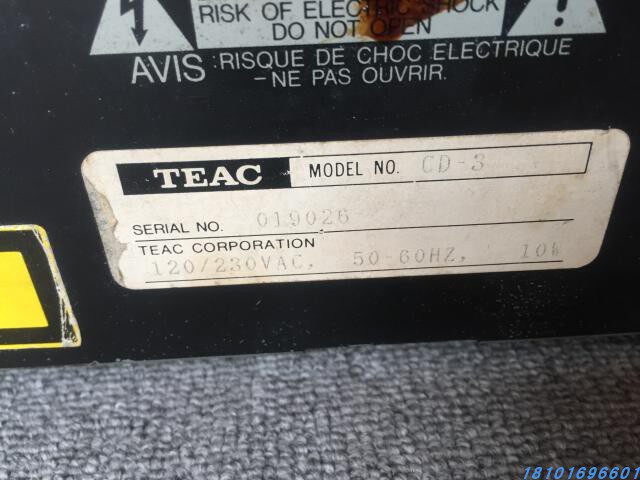 RISK OF ELECTRIC SHOCK
DO NOT OPEN
AVIS : RISQUE DE CHOC ELECTRIQUE
–NE PAS OUVRIR.
TEAC MODEL NO. CD-3
SERIAL NO. 019026
TEAC CORPORATION
120/230VAC, 50-60HZ, 10W
18101696601